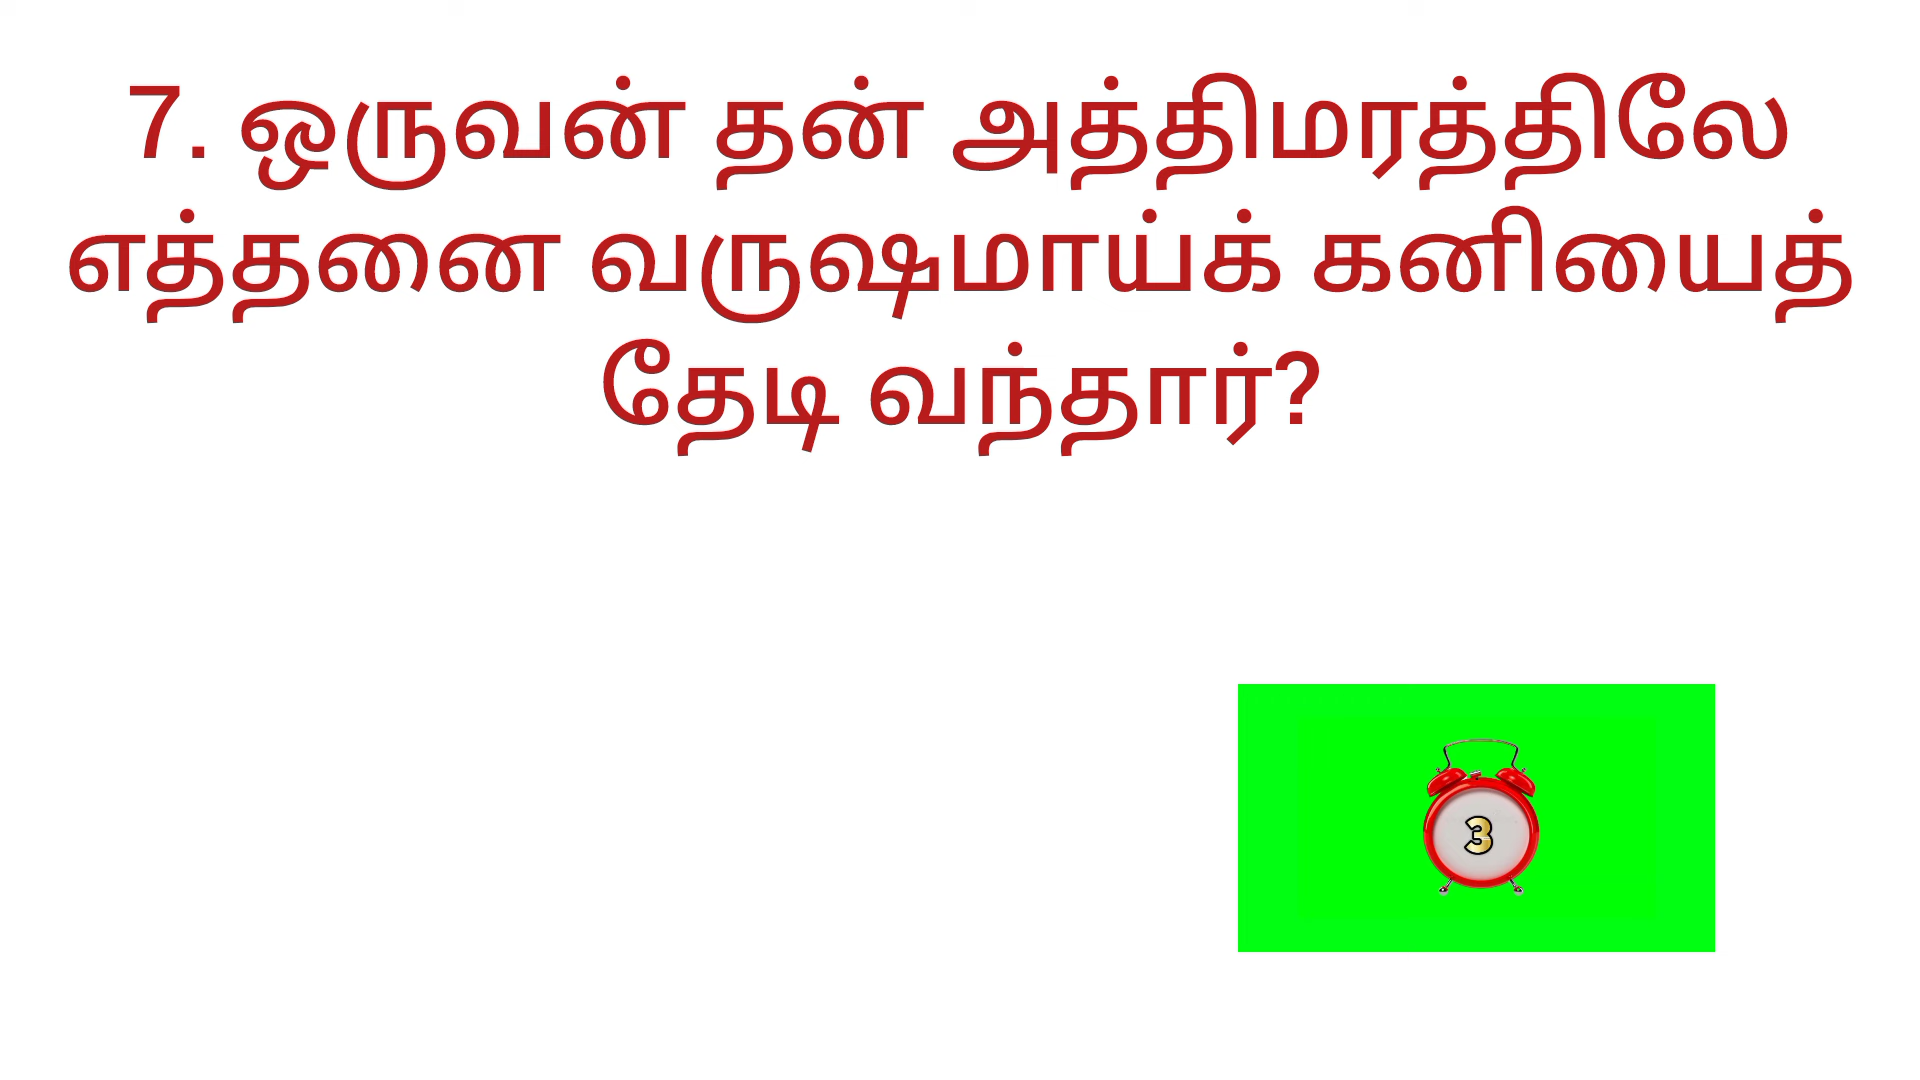 7. ஒருவன் தன் அத்திமரத்திலே
எத்தனை வருஷமாய்க் கனியைத்
தேடி வந்தார்?
3